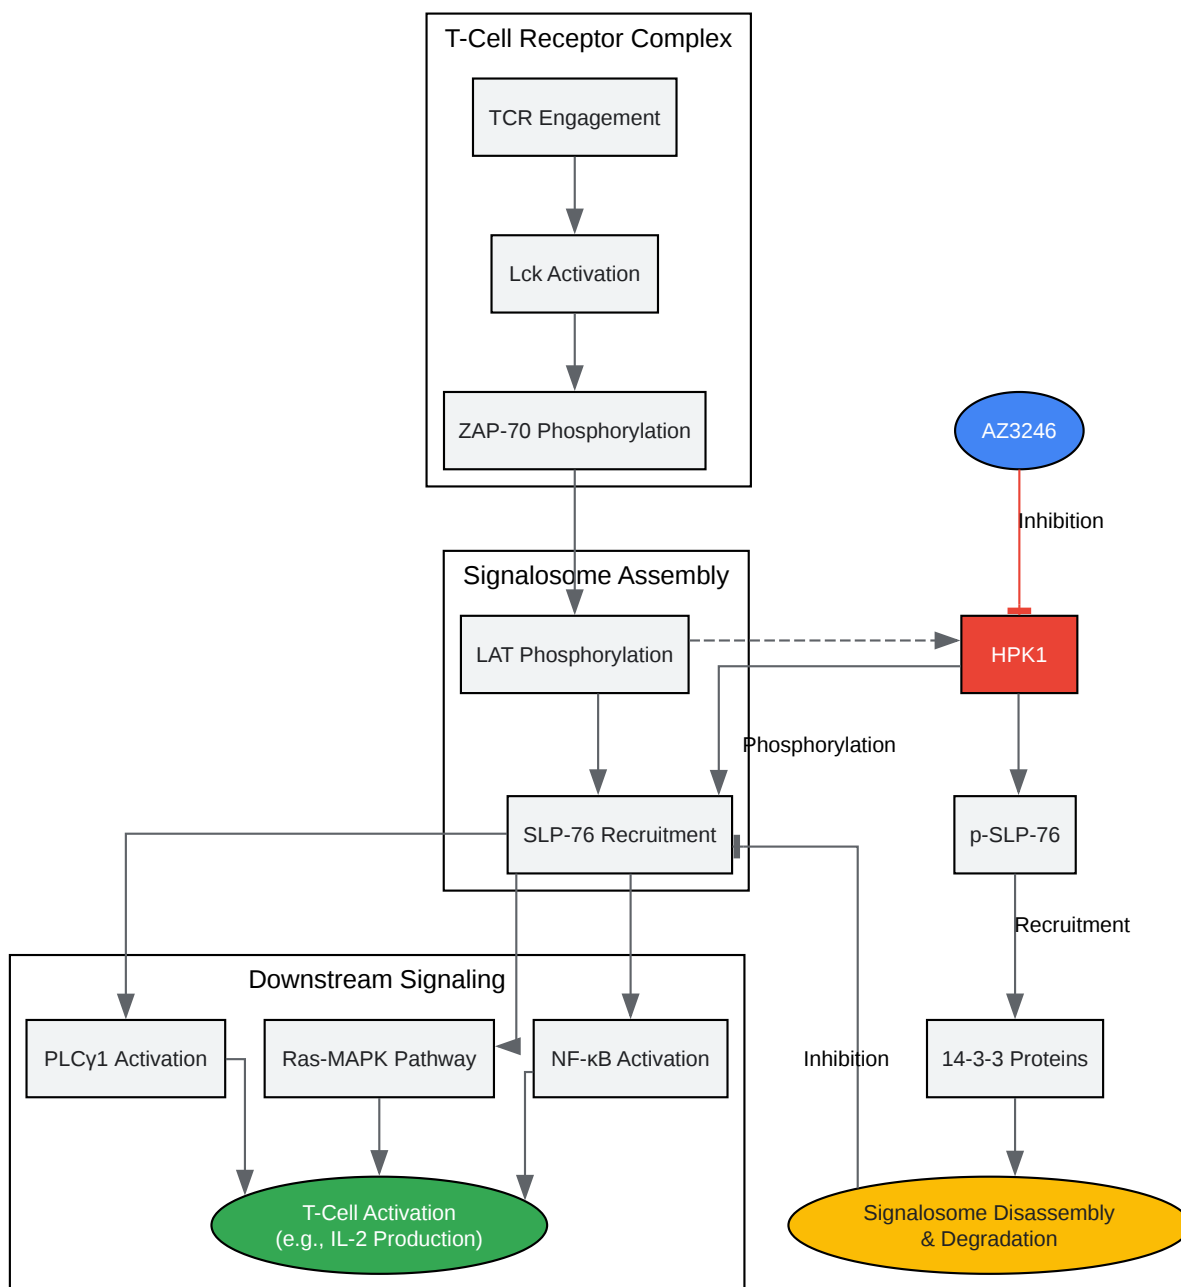 T-Cell Receptor Complex
TCR Engagement
Lck Activation
ZAP-70 Phosphorylation
AZ3246
Inhibition
Signalosome Assembly
LAT Phosphorylation
HPK1
Phosphorylation
SLP-76 Recruitment
p-SLP-76
Recruitment
Downstream Signaling
PLCγ1 Activation
Ras-MAPK Pathway
NF-κB Activation
Inhibition
14-3-3 Proteins
T-Cell Activation
(e.g., IL-2 Production)
Signalosome Disassembly
& Degradation